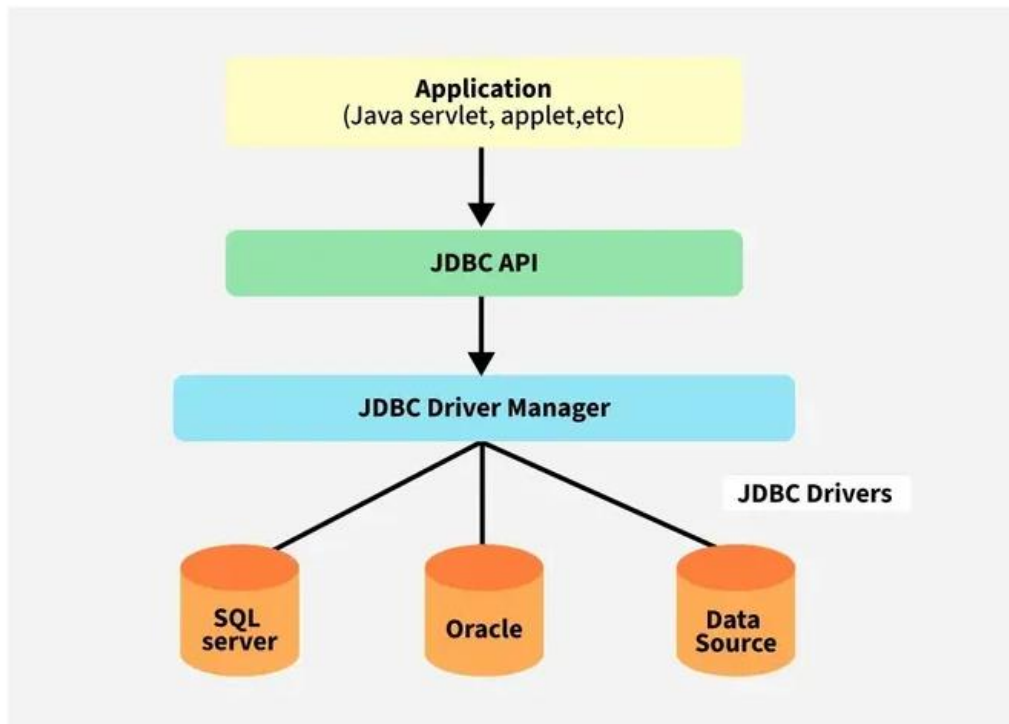 Application
(Java servlet, applet,etc)
JDBC API
JDBC Driver Manager
JDBC Drivers
SQL
server
Oracle
Data
Source